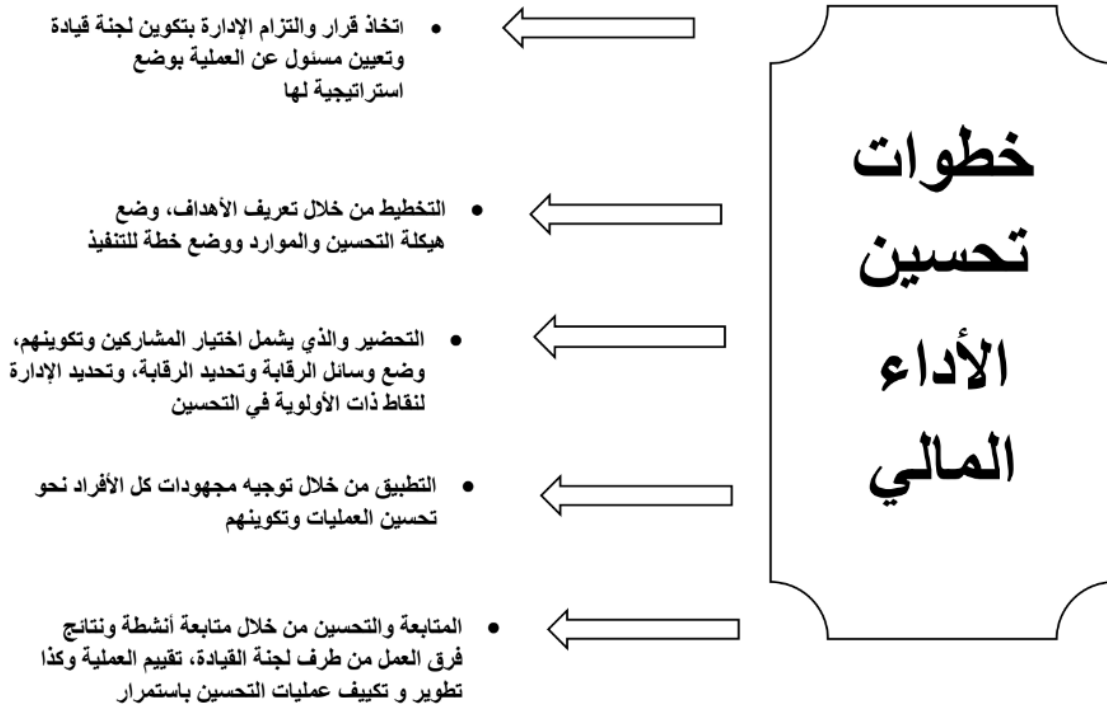 خطوات
تحسين
الأداء
المالي
● اتخاذ قرار والتزام الإدارة بتكوين لجنة قيادة
وتعيين مسئول عن العملية بوضع
استراتيجية لها
● التخطيط من خلال تعريف الأهداف، وضع
هيكلة التحسين والموارد ووضع خطة للتنفيذ
● التحضير والذي يشمل اختيار المشاركين وتكوينهم،
وضع وسائل الرقابة وتحديد الرقابة، وتحديد الإدارة
لنقاط ذات الأولوية في التحسين
● التطبيق من خلال توجيه مجهودات كل الأفراد نحو
تحسين العمليات وتكوينهم
● المتابعة والتحسين من خلال متابعة أنشطة ونتائج
فرق العمل من طرف لجنة القيادة، تقييم العملية وكذا
تطوير و تكييف عمليات التحسين باستمرار